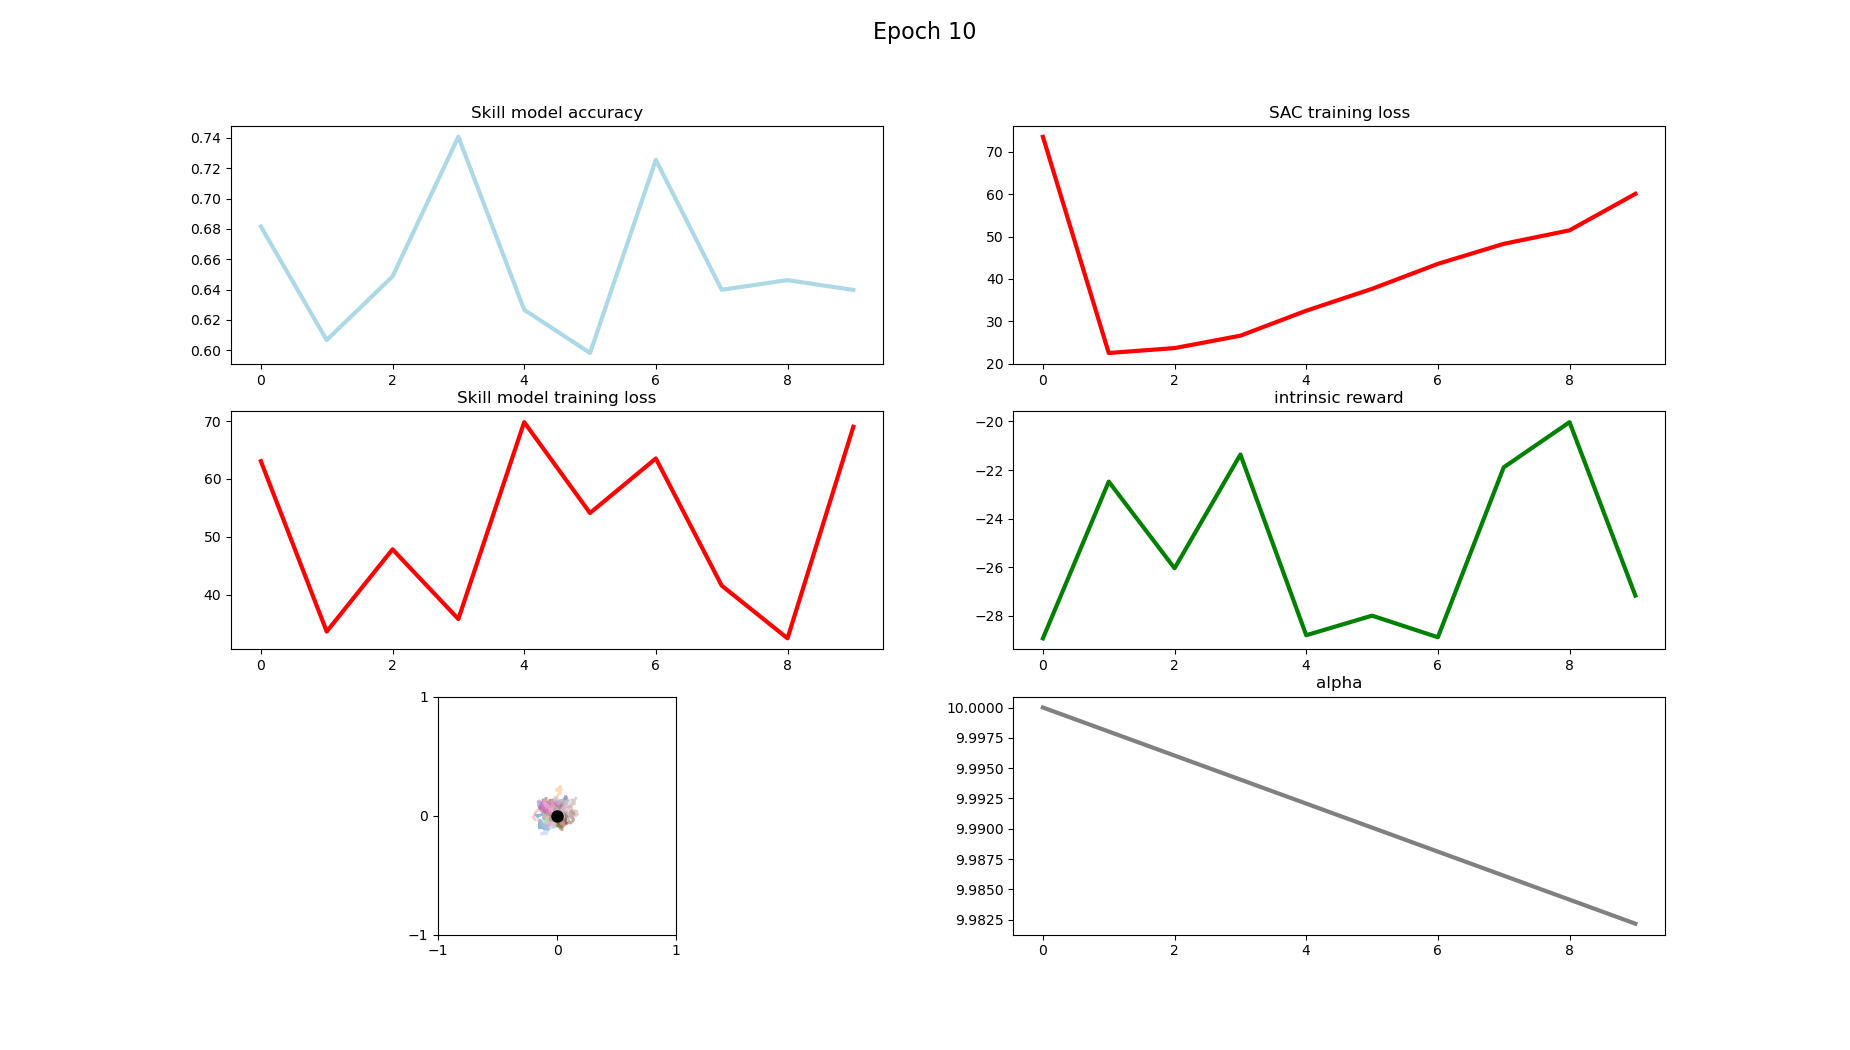 Epoch 10
Skill model accuracy
0.74
0.72
0.70
0.68
0.66
0.64
0.62
0.60
0 2 4 6 8
SAC training loss
70
60
50
40
30
20
0 2 4 6 8
Skill model training loss
70
60
50
40
0 2 4 6 8
intrinsic reward
−20
−22
−24
−26
−28
0 2 4 6 8
1
0
−1
−1 0 1
alpha
10.0000
9.9975
9.9950
9.9925
9.9900
9.9875
9.9850
9.9825
0 2 4 6 8